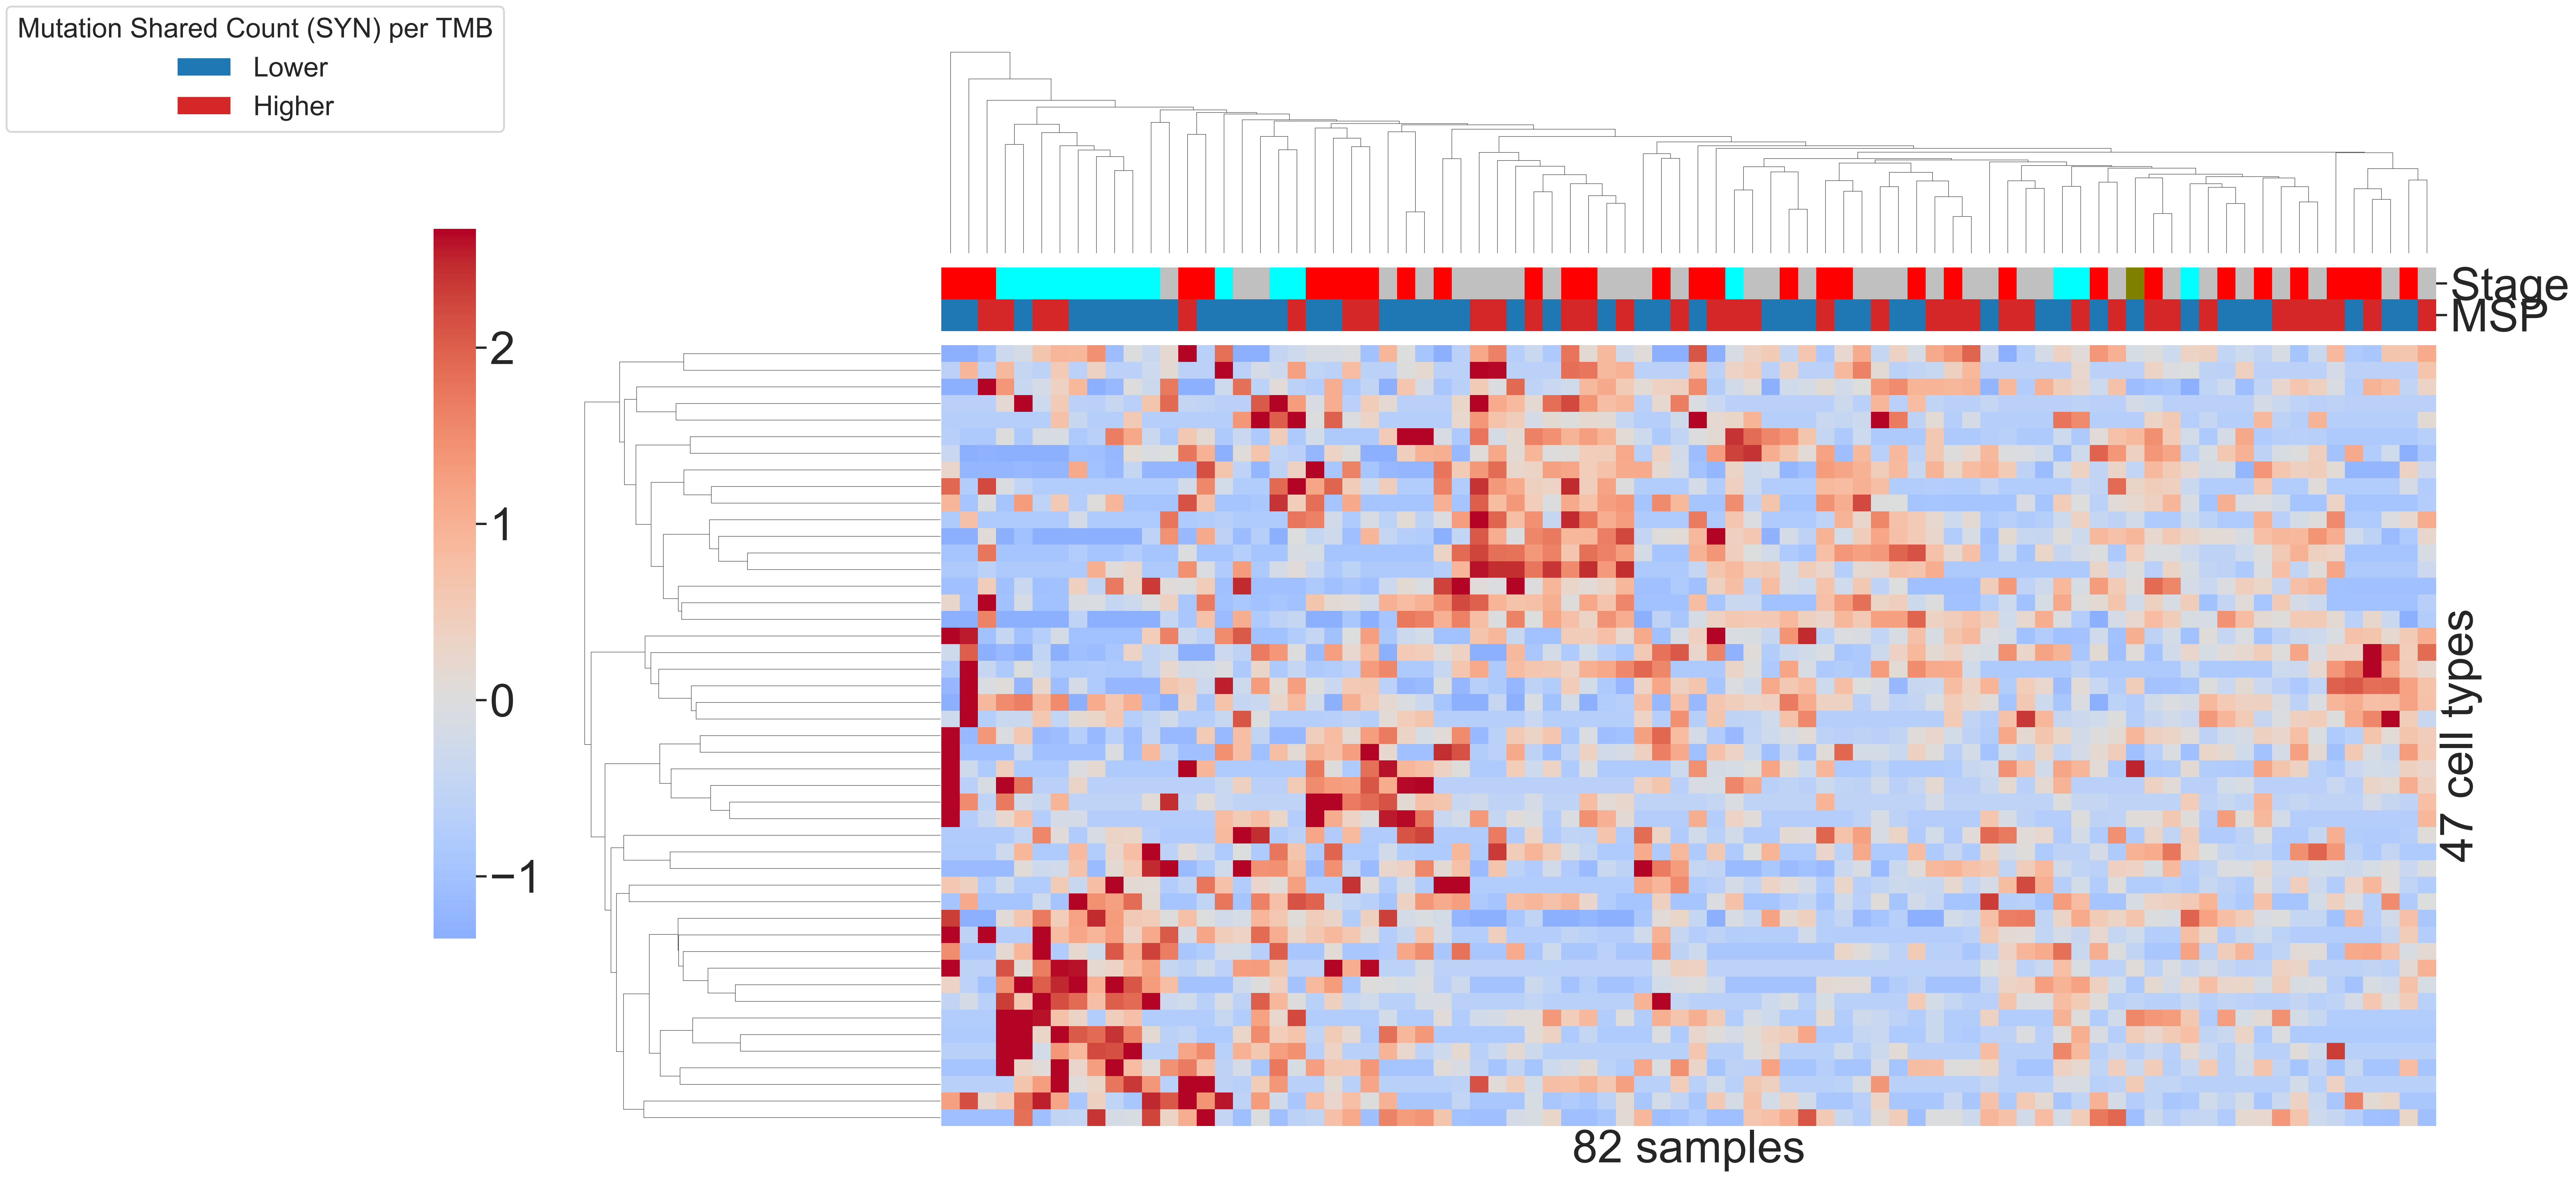 Mutation Shared Count (SYN) per TMB
Lower
Higher
Stage
MSP
2
1
0
−1
47 cell types
82 samples